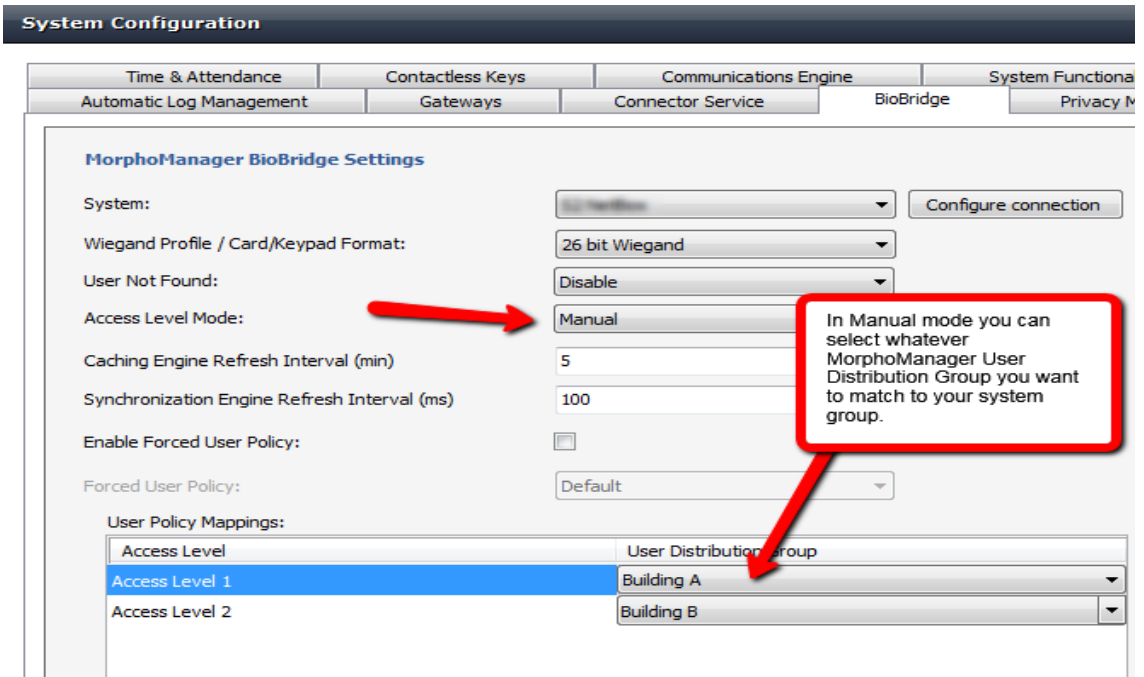 System Configuration
Time & Attendance
Contactless Keys
Communications Engine
System Functiona
Automatic Log Management
Gateways
Connector Service
BioBridge
Privacy M
MorphoManager BioBridge Settings
System:
Configure connection
Wiegand Profile / Card/Keypad Format:
26 bit Wiegand
User Not Found:
Disable
Access Level Mode:
Manual
In Manual mode you can
select whatever
MorphoManager User
Distribution Group you want
to match to your system
group.
Caching Engine Refresh Interval (min)
5
Synchronization Engine Refresh Interval (ms)
100
Enable Forced User Policy:
Forced User Policy:
Default
User Policy Mappings:
Access Level
User Distribution Group
Access Level 1
Building A
Access Level 2
Building B